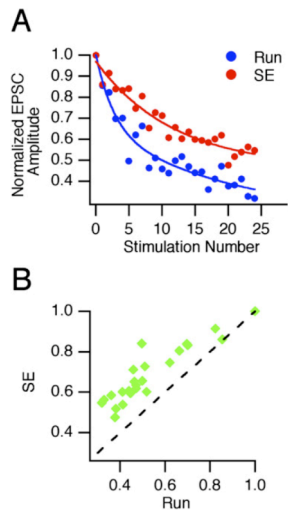 A
Normalized EPSC
Amplitude
1.0
0.9
0.8
0.7
0.6
0.5
0.4
Run
SE
0 5 10 15 20 25
Stimulation Number
B
SE
1.0
0.8
0.6
0.4
0.4 0.6 0.8 1.0
Run